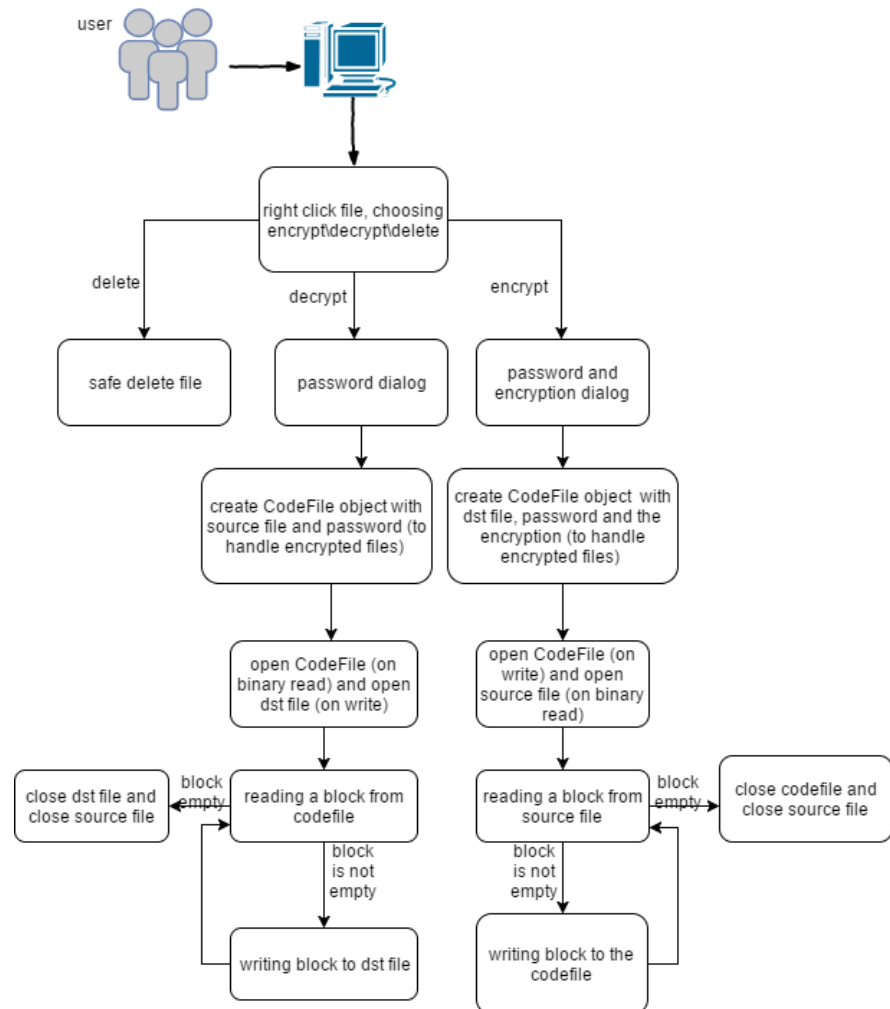 user
right click file, choosing
encrypt\decrypt\delete
delete
decrypt
encrypt
safe delete file
password dialog
password and
encryption dialog
create CodeFile object with
source file and password (to
handle encrypted files)
create CodeFile object with
dst file, password and the
encryption (to handle
encrypted files)
open CodeFile (on
binary read) and open
dst file (on write)
open CodeFile (on
write) and open
source file (on binary
read)
close dst file and
close source file
block
empty
reading a block from
codefile
reading a block from
source file
block
empty
close codefile and
close source file
block
is not
empty
block
is not
empty
writing block to dst file
writing block to the
codefile